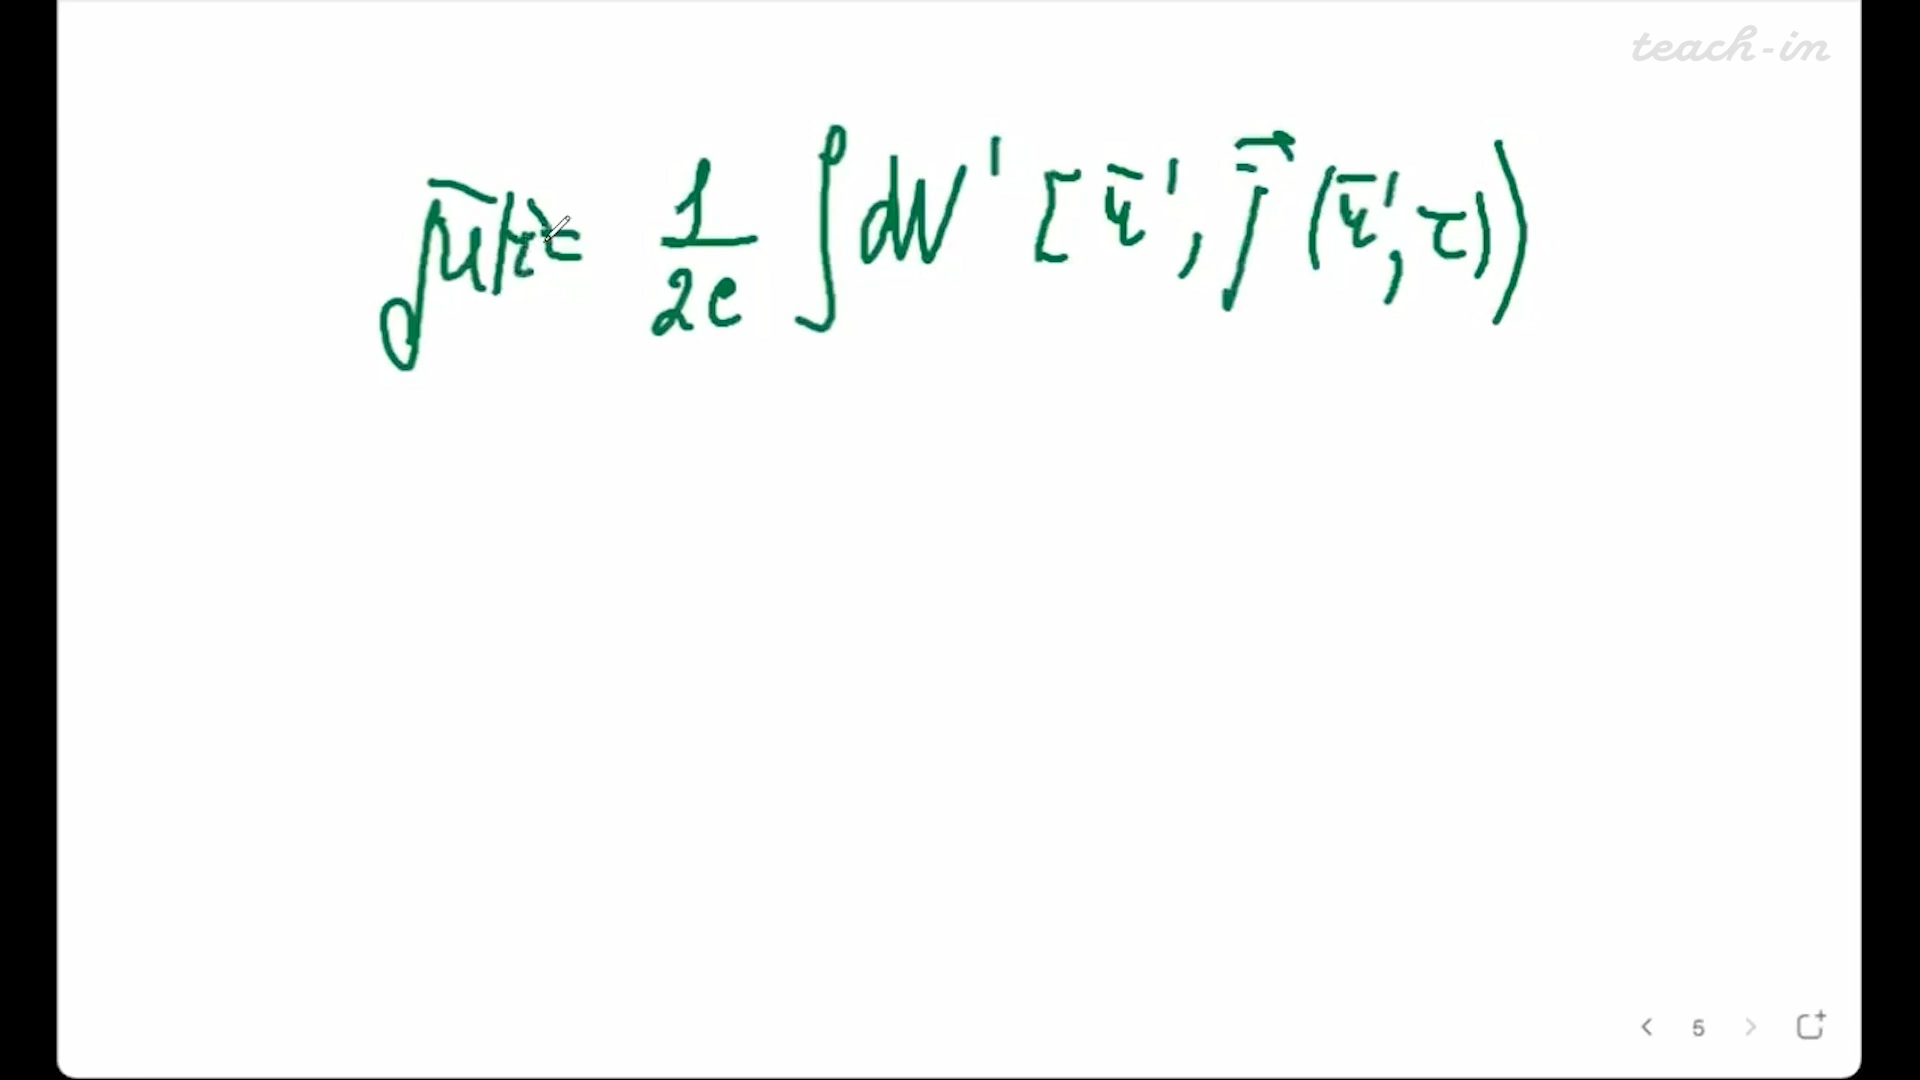 teach-in
μ⃗(τ) = 1/2c ∫ dV' [r̄', j⃗ (r̄', τ))
5